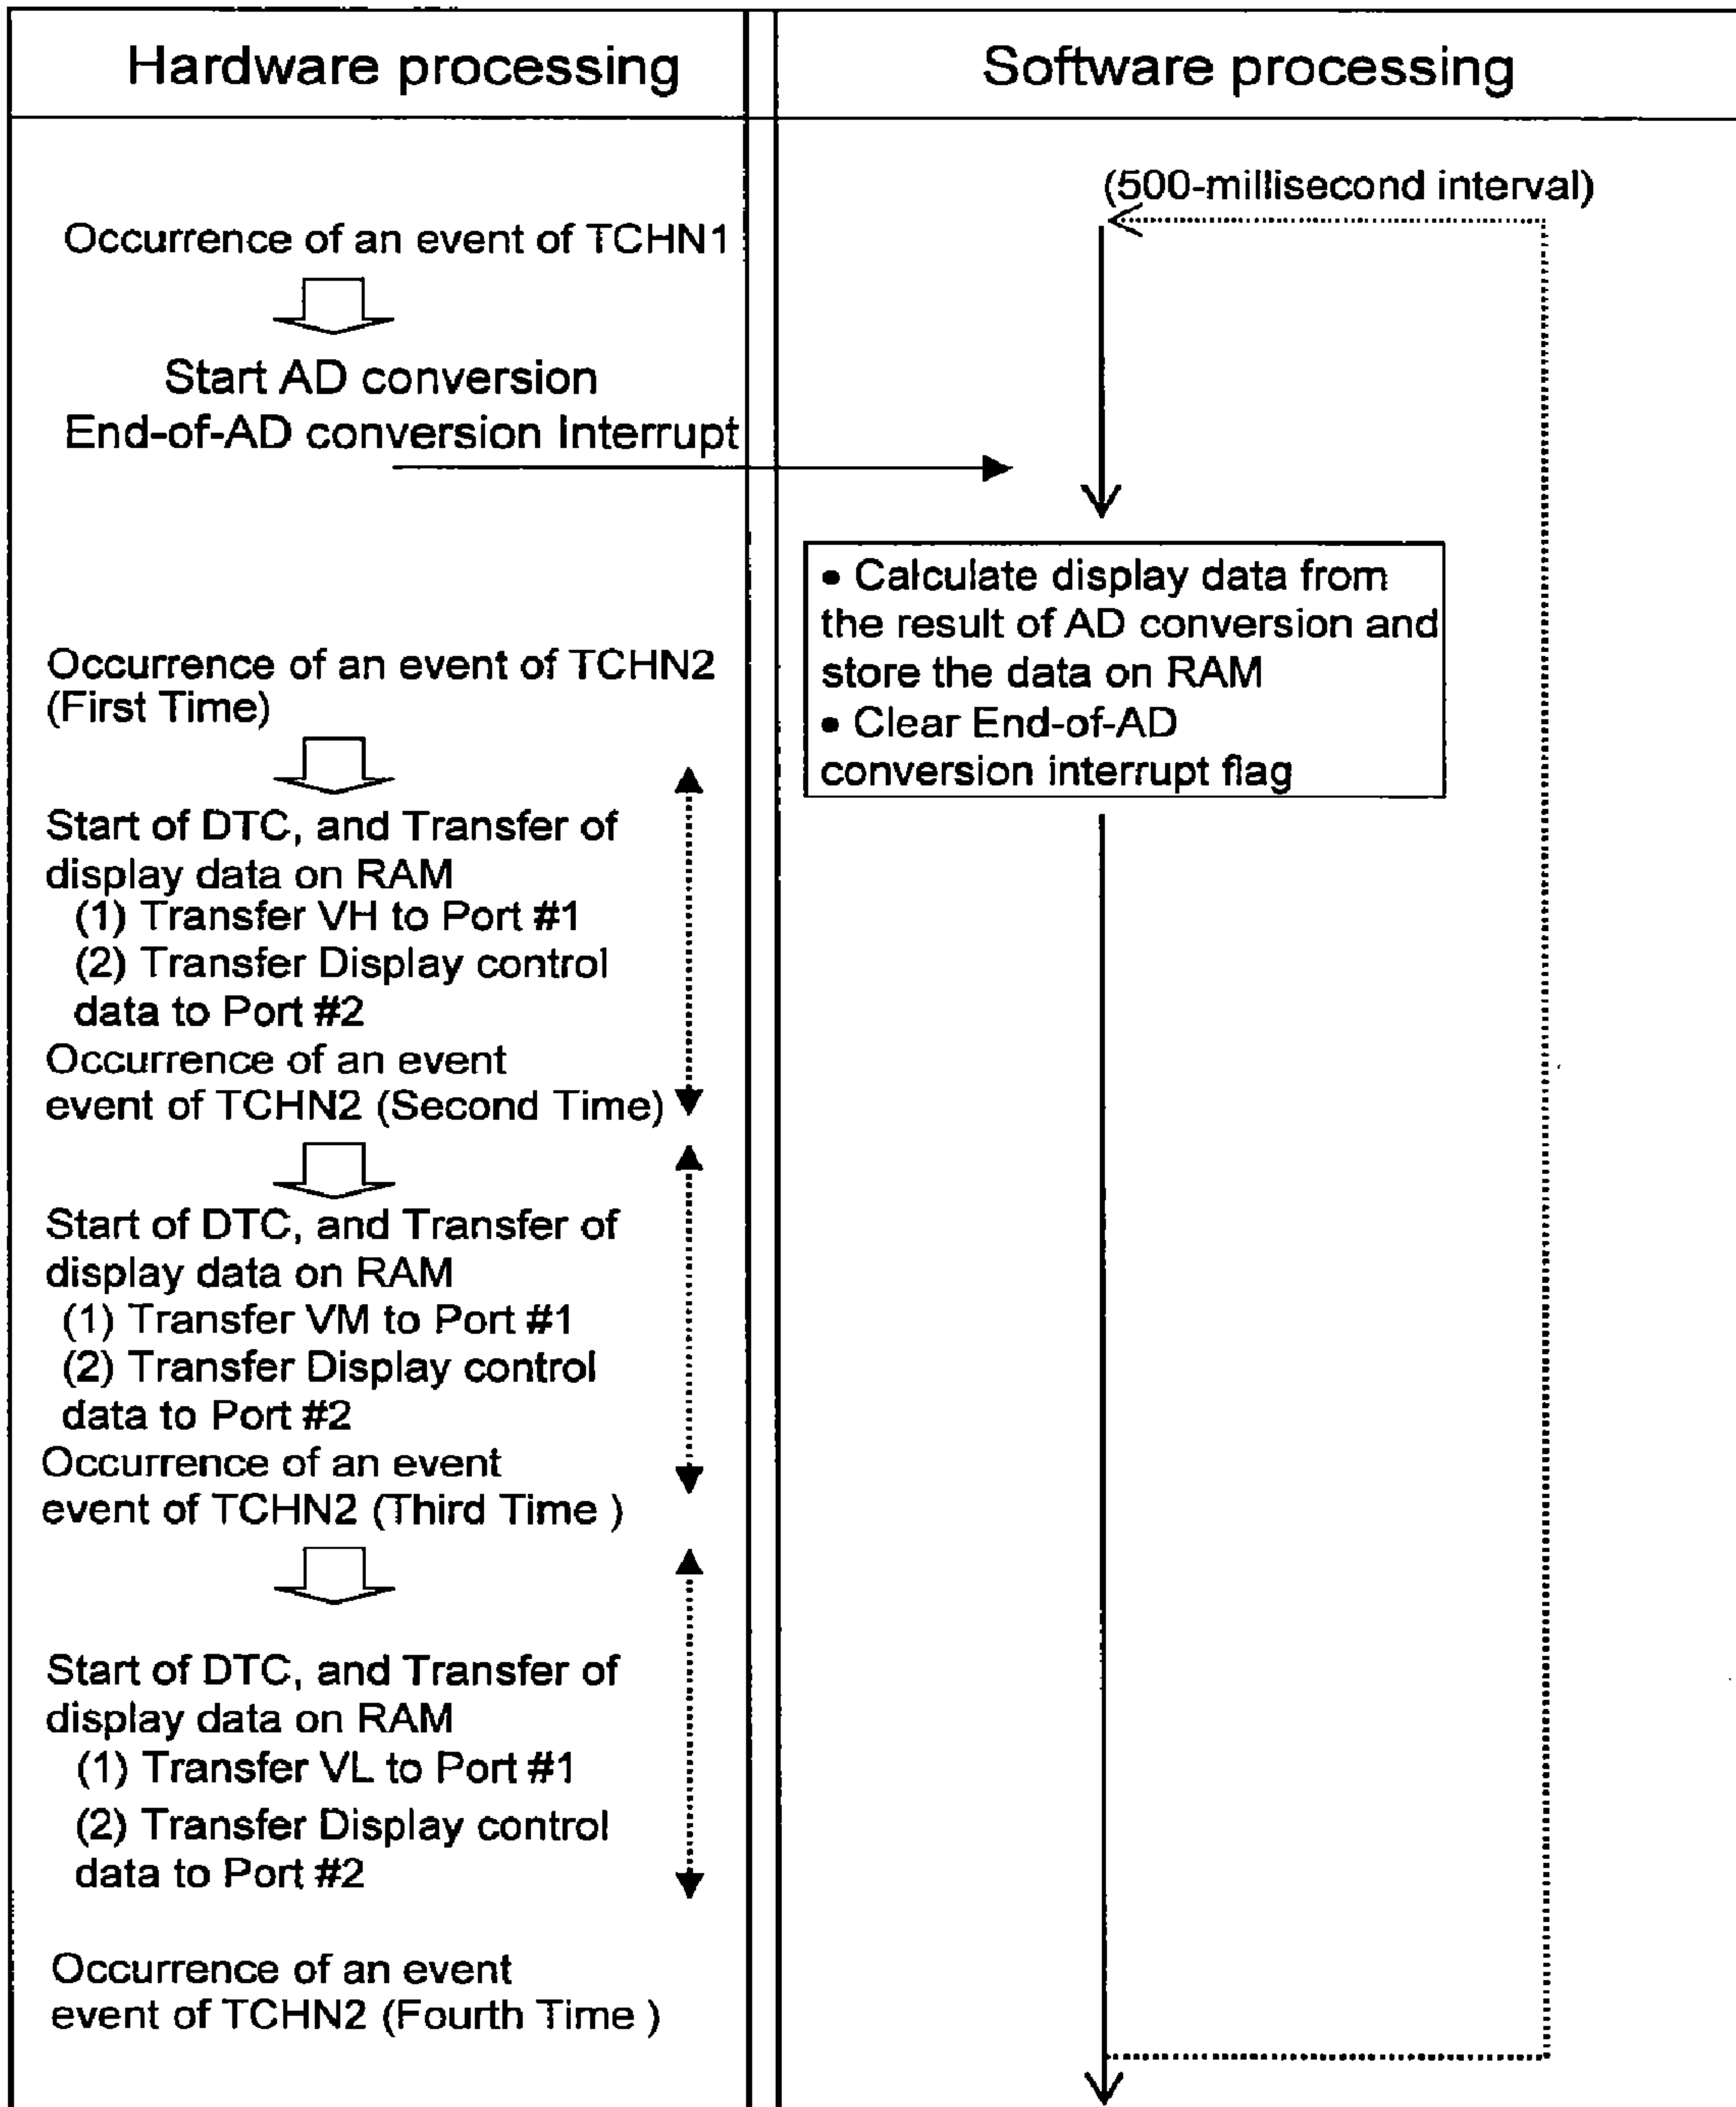 Hardware processing
Software processing
Occurrence of an event of TCHN1
Start AD conversion
End-of-AD conversion Interrupt
Occurrence of an event of TCHN2
(First Time)
Start of DTC, and Transfer of
display data on RAM
(1) Transfer VH to Port #1
(2) Transfer Display control
data to Port #2
Occurrence of an event
event of TCHN2 (Second Time)
Start of DTC, and Transfer of
display data on RAM
(1) Transfer VM to Port #1
(2) Transfer Display control
data to Port #2
Occurrence of an event
event of TCHN2 (Third Time )
Start of DTC, and Transfer of
display data on RAM
(1) Transfer VL to Port #1
(2) Transfer Display control
data to Port #2
Occurrence of an event
event of TCHN2 (Fourth Time )
(500-millisecond interval)
• Calculate display data from
the result of AD conversion and
store the data on RAM
• Clear End-of-AD
conversion interrupt flag